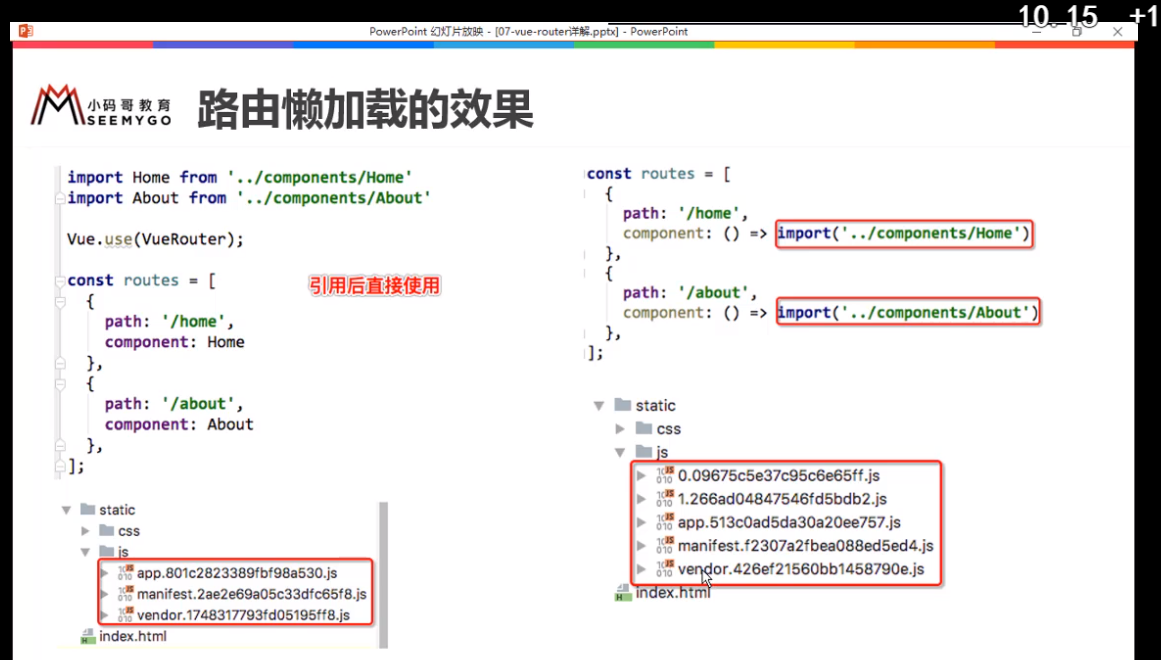 10.15 +1
PowerPoint 幻灯片放映 - [07-vue-router详解.pptx] - PowerPoint
小码哥教育
SEEMYGO
路由懒加载的效果
import Home from '../components/Home'
import About from '../components/About'
Vue.use(VueRouter);
const routes = [
{
path: '/home',
component: Home
},
{
path: '/about',
component: About
},
];
引用后直接使用
static
css
js
app.801c2823389fbf98a530.js
manifest.2ae2e69a05c33dfc65f8.js
vendor.1748317793fd05195ff8.js
index.html
const routes = [
{
path: '/home',
component: () => import('../components/Home')
},
{
path: '/about',
component: () => import('../components/About')
},
];
static
css
js
0.09675c5e37c95c6e65ff.js
1.266ad04847546fd5bdb2.js
app.513c0ad5da30a20ee757.js
manifest.f2307a2fbea088ed5ed4.js
vendor.426ef21560bb1458790e.js
index.html